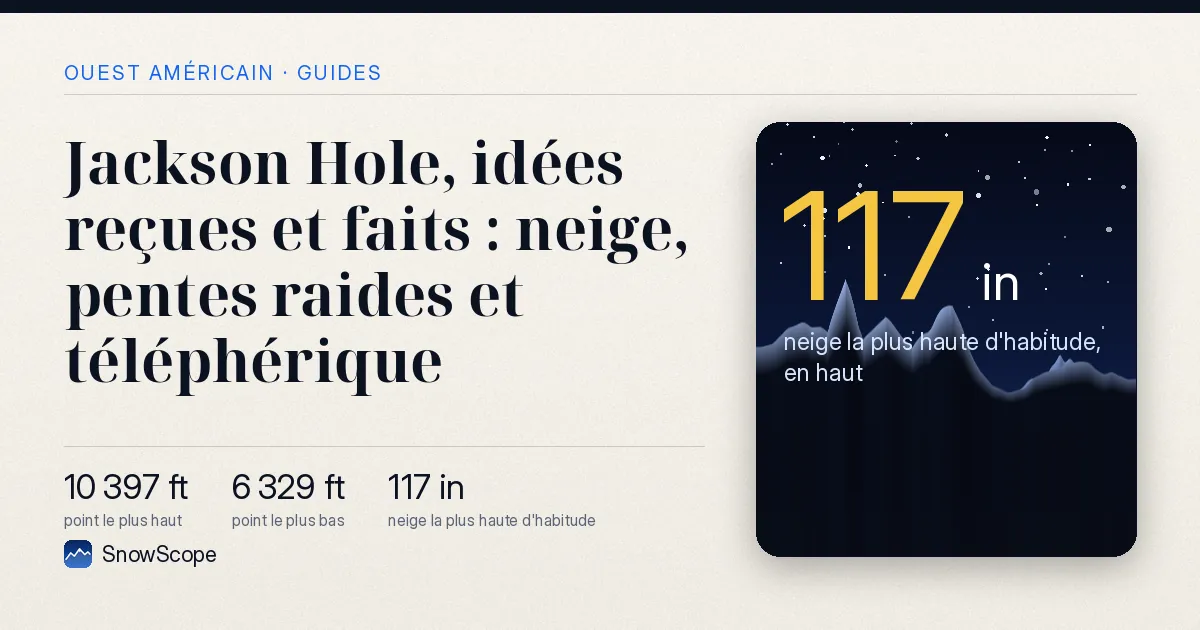 OUEST AMÉRICAIN · GUIDES
Jackson Hole, idées
reçues et faits : neige,
pentes raides et
téléphérique
117 in
neige la plus haute d'habitude,
en haut
10 397 ft
point le plus haut
6 329 ft
point le plus bas
117 in
neige la plus haute d'habitude
SnowScope